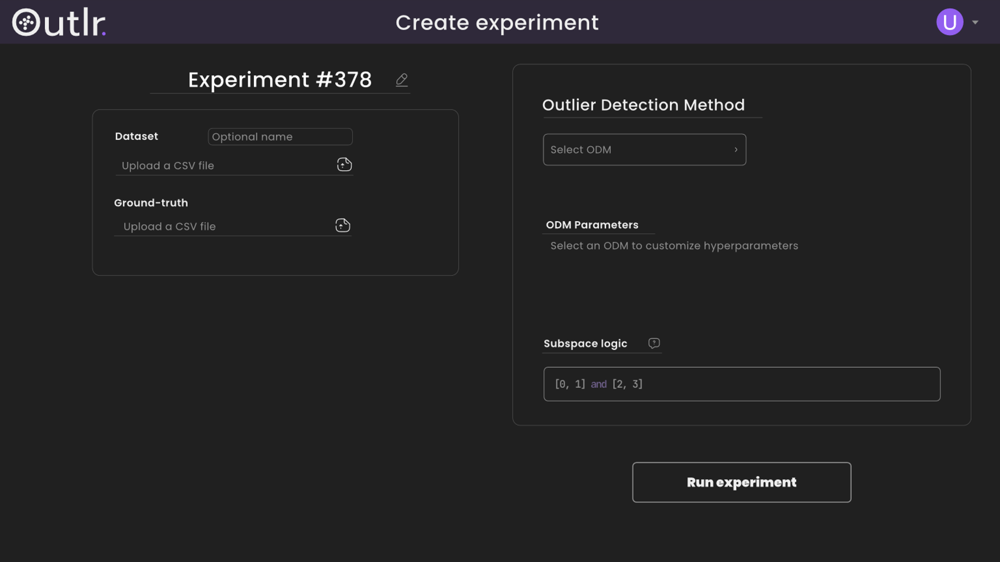 Outlr.
Create experiment
U
Experiment #378
Dataset
Optional name
Upload a CSV file
Ground-truth
Upload a CSV file
Outlier Detection Method
Select ODM
ODM Parameters
Select an ODM to customize hyperparameters
Subspace logic
?
[0, 1] and [2, 3]
Run experiment